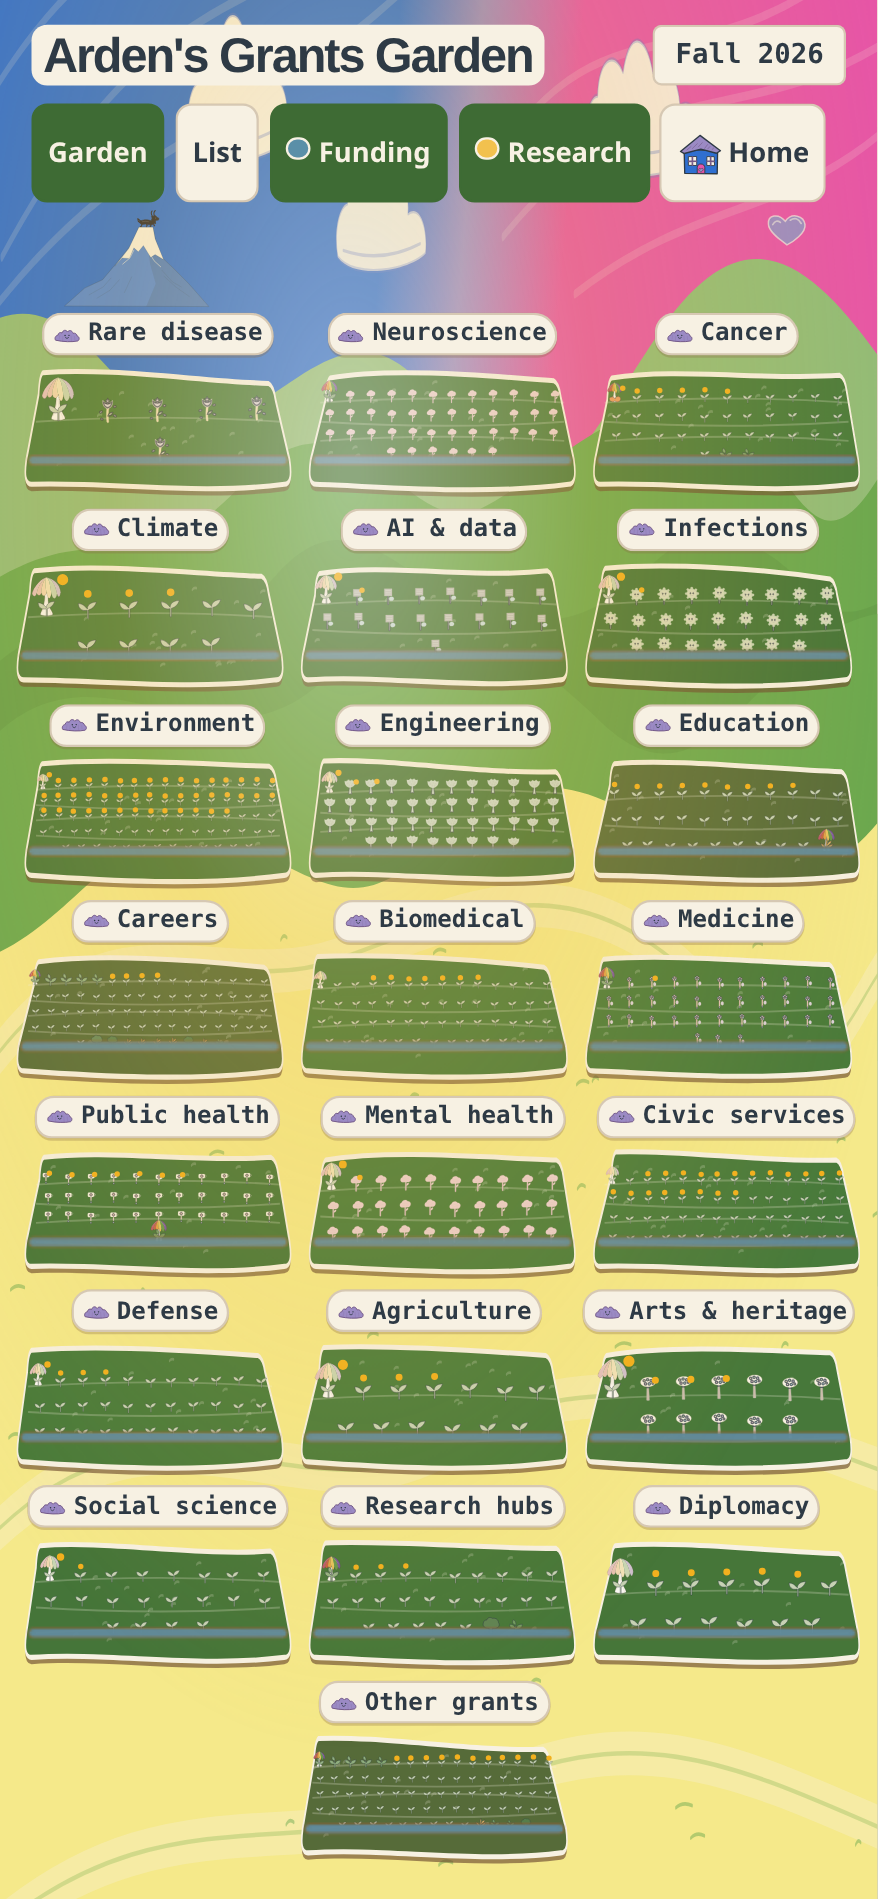 Arden's Grants Garden
Fall 2026
Garden
List
Funding
Research
Home
Rare disease
Neuroscience
Cancer
Climate
AI & data
Infections
Environment
Engineering
Education
Careers
Biomedical
Medicine
Public health
Mental health
Civic services
Defense
Agriculture
Arts & heritage
Social science
Research hubs
Diplomacy
Other grants